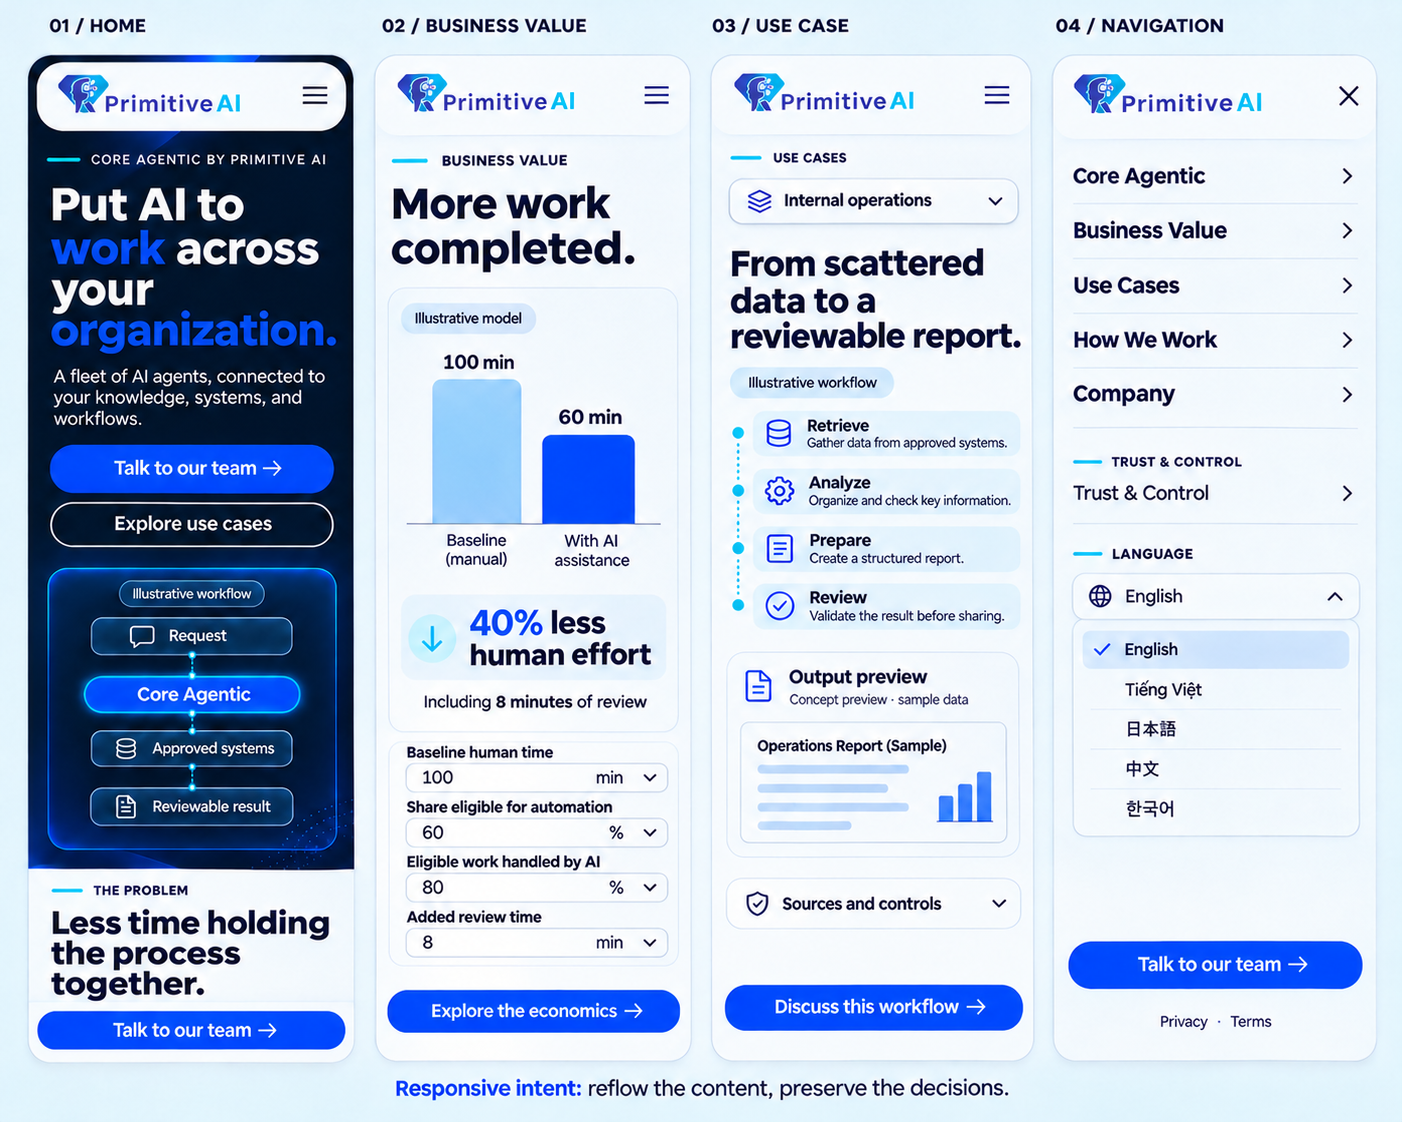 01 / HOME
Primitive AI
CORE AGENTIC BY PRIMITIVE AI
Put AI to
work across
your
organization.
A fleet of AI agents, connected to
your knowledge, systems, and
workflows.
Talk to our team →
Explore use cases
Illustrative workflow
Request
Core Agentic
Approved systems
Reviewable result
THE PROBLEM
Less time holding
the process
together.
Talk to our team →
02 / BUSINESS VALUE
Primitive AI
BUSINESS VALUE
More work
completed.
Illustrative model
100 min
60 min
Baseline
(manual)
With AI
assistance
40% less
human effort
Including 8 minutes of review
Baseline human time
100 min
Share eligible for automation
60 %
Eligible work handled by AI
80 %
Added review time
8 min
Explore the economics →
03 / USE CASE
Primitive AI
USE CASES
Internal operations
From scattered
data to a
reviewable report.
Illustrative workflow
Retrieve
Gather data from approved systems.
Analyze
Organize and check key information.
Prepare
Create a structured report.
Review
Validate the result before sharing.
Output preview
Concept preview · sample data
Operations Report (Sample)
Sources and controls
Discuss this workflow →
04 / NAVIGATION
Primitive AI
Core Agentic
Business Value
Use Cases
How We Work
Company
TRUST & CONTROL
Trust & Control
LANGUAGE
English
English
Tiếng Việt
日本語
中文
한국어
Talk to our team →
Privacy · Terms
Responsive intent: reflow the content, preserve the decisions.